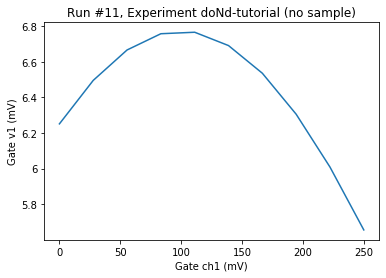 Run #11, Experiment doNd-tutorial (no sample)
6.8
6.6
6.4
6.2
6
5.8
Gate v1 (mV)
0 50 100 150 200 250
Gate ch1 (mV)